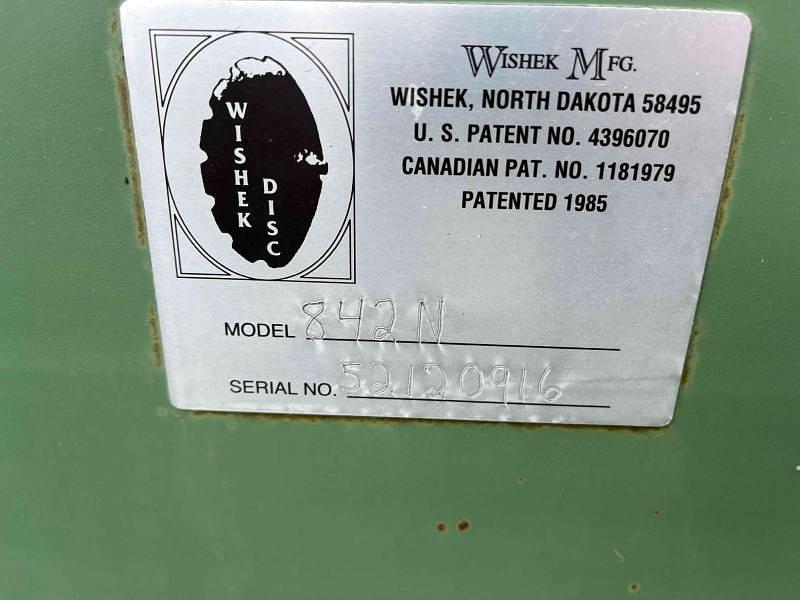 WISHEK
DISC
WISHEK MFG.
WISHEK, NORTH DAKOTA 58495
U. S. PATENT NO. 4396070
CANADIAN PAT. NO. 1181979
PATENTED 1985
MODEL 842N
SERIAL NO. 52120916